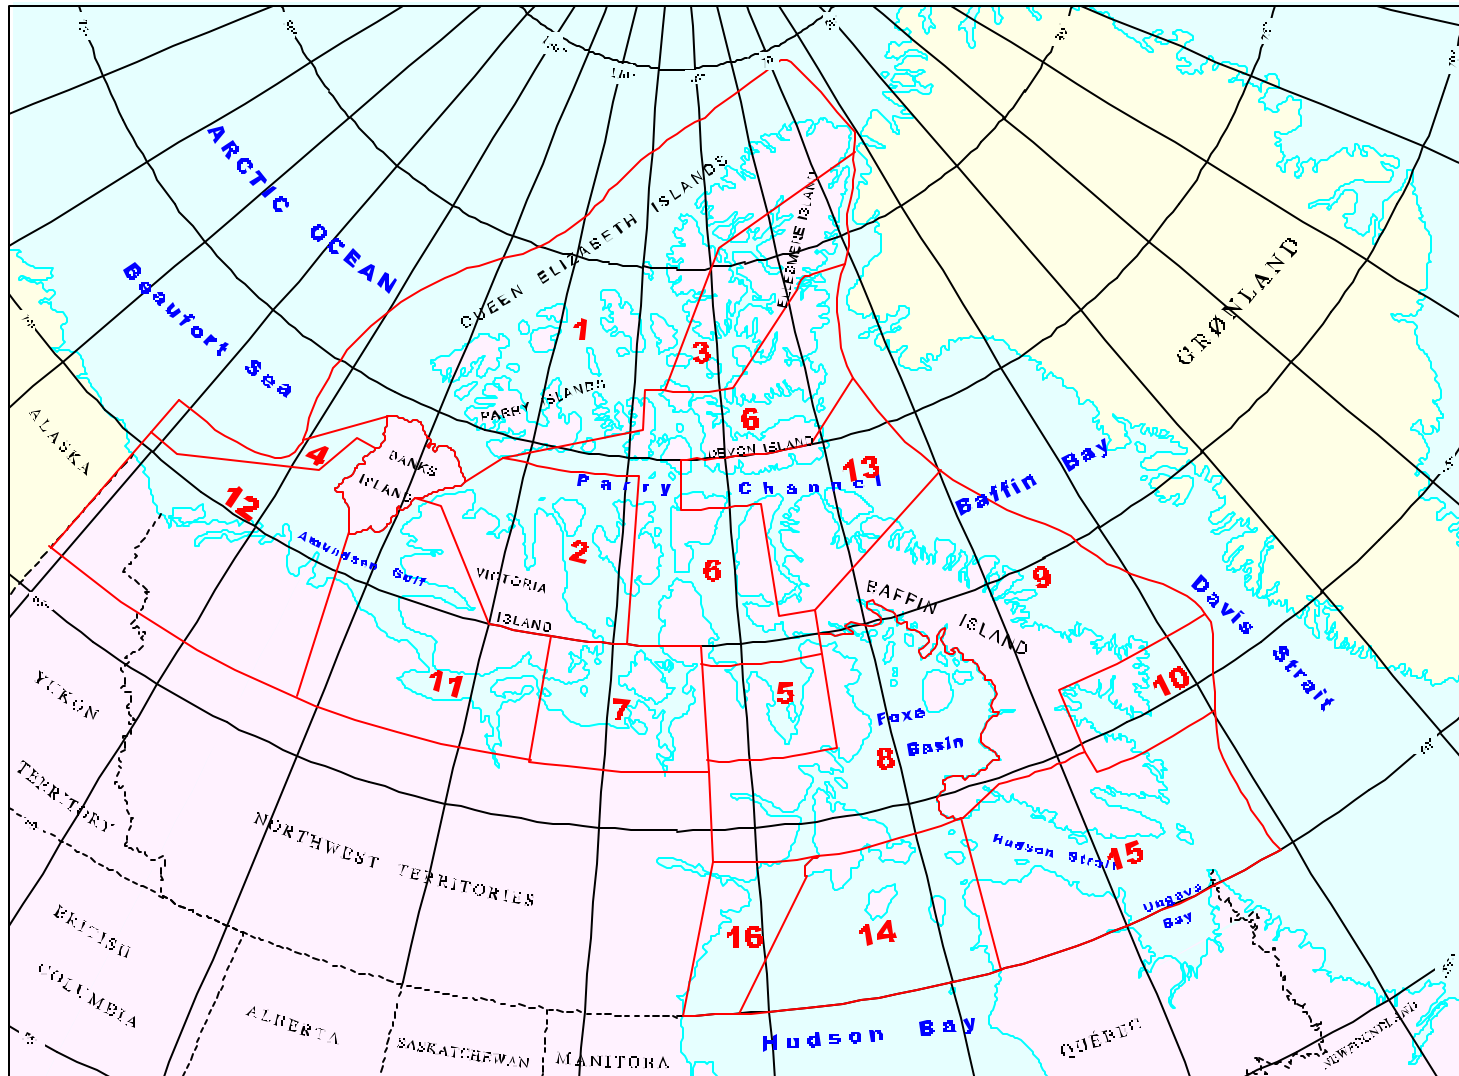 ARCTIC OCEAN
Beaufort Sea
QUEEN ELIZABETH ISLANDS
ELLESMERE ISLAND
GRØNLAND
1
3
PARRY ISLANDS
6
DEVON ISLAND
ALASKA
4
BANKS
ISLAND
Parry Channel
13
Baffin Bay
12
Amundson Gulf
2
VICTORIA
ISLAND
6
BAFFIN ISLAND
9
Davis Strait
YUKON
TERRITORY
11
7
5
10
Foxe
Basin
8
NORTHWEST TERRITORIES
Hudson Strait
15
Ungava
Bay
16
14
BRITISH
COLUMBIA
ALBERTA
SASKATCHEWAN
MANITOBA
Hudson Bay
QUÉBEC
NEWFOUNDLAND